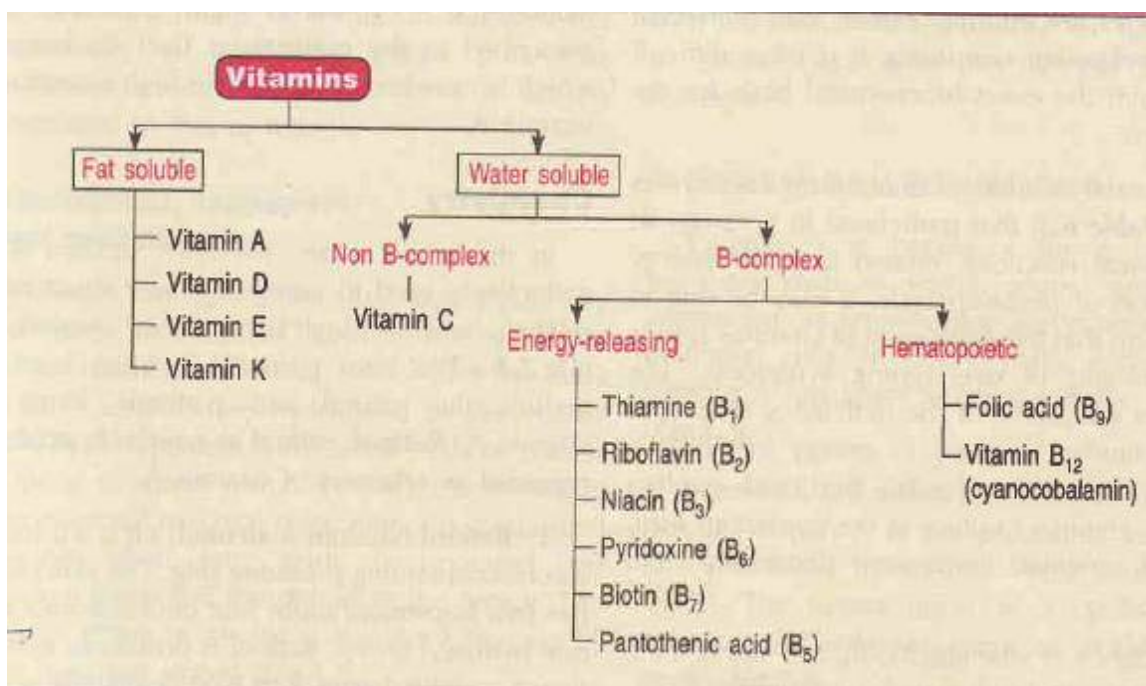 Vitamins
Fat soluble
Water soluble
Vitamin A
Vitamin D
Vitamin E
Vitamin K
Non B-complex
B-complex
Vitamin C
Energy-releasing
Hematopoietic
Thiamine (B₁)
Riboflavin (B₂)
Niacin (B₃)
Pyridoxine (B₆)
Biotin (B₇)
Pantothenic acid (B₅)
Folic acid (B₉)
Vitamin B₁₂
(cyanocobalamin)